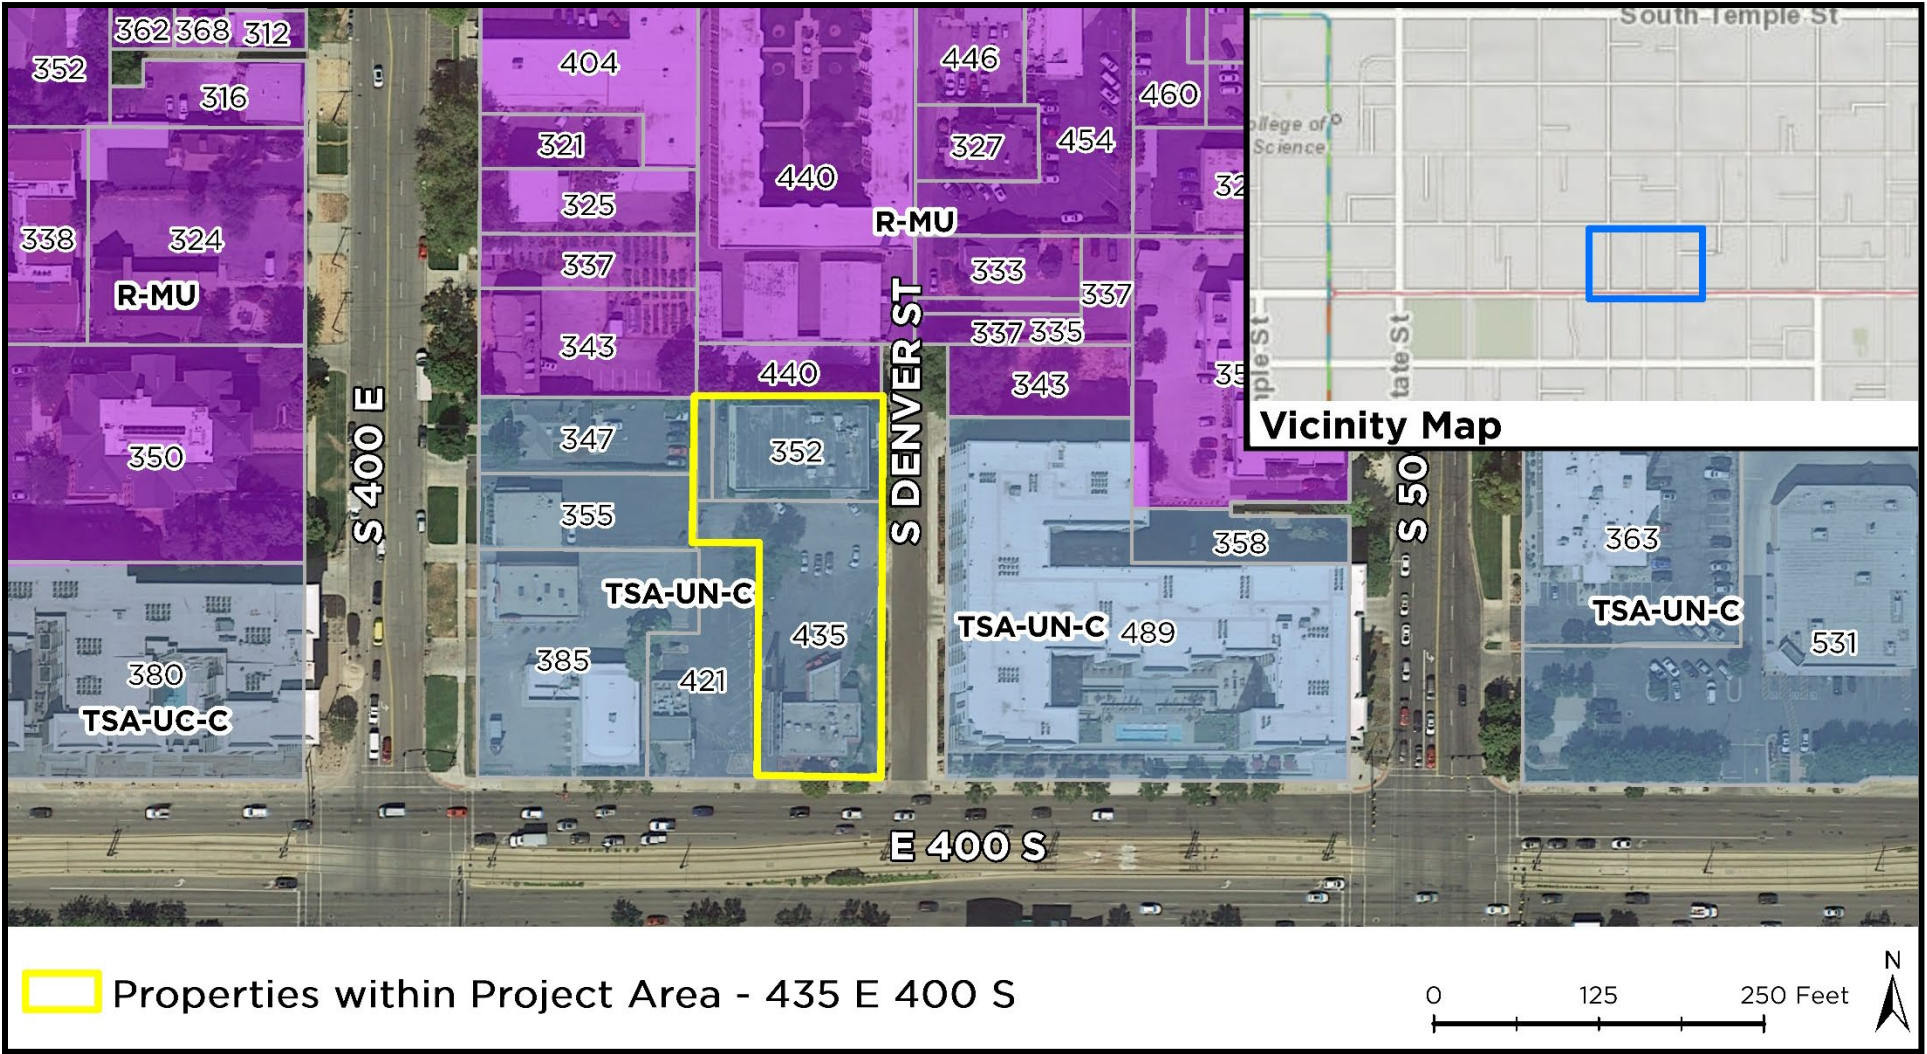 362 368 312
352
316
404
446
460
South Temple St
ollege of
Science
321
327
454
440
325
32
338
324
R-MU
R-MU
337
333
337
343
337 335
440
343
35
S 400 E
S DENVER ST
Vicinity Map
tate St
350
347
352
S 50
355
358
363
TSA-UN-C
TSA-UN-C
489
TSA-UN-C
435
531
380
385
421
TSA-UC-C
E 400 S
Properties within Project Area - 435 E 400 S
0
125
250 Feet
N